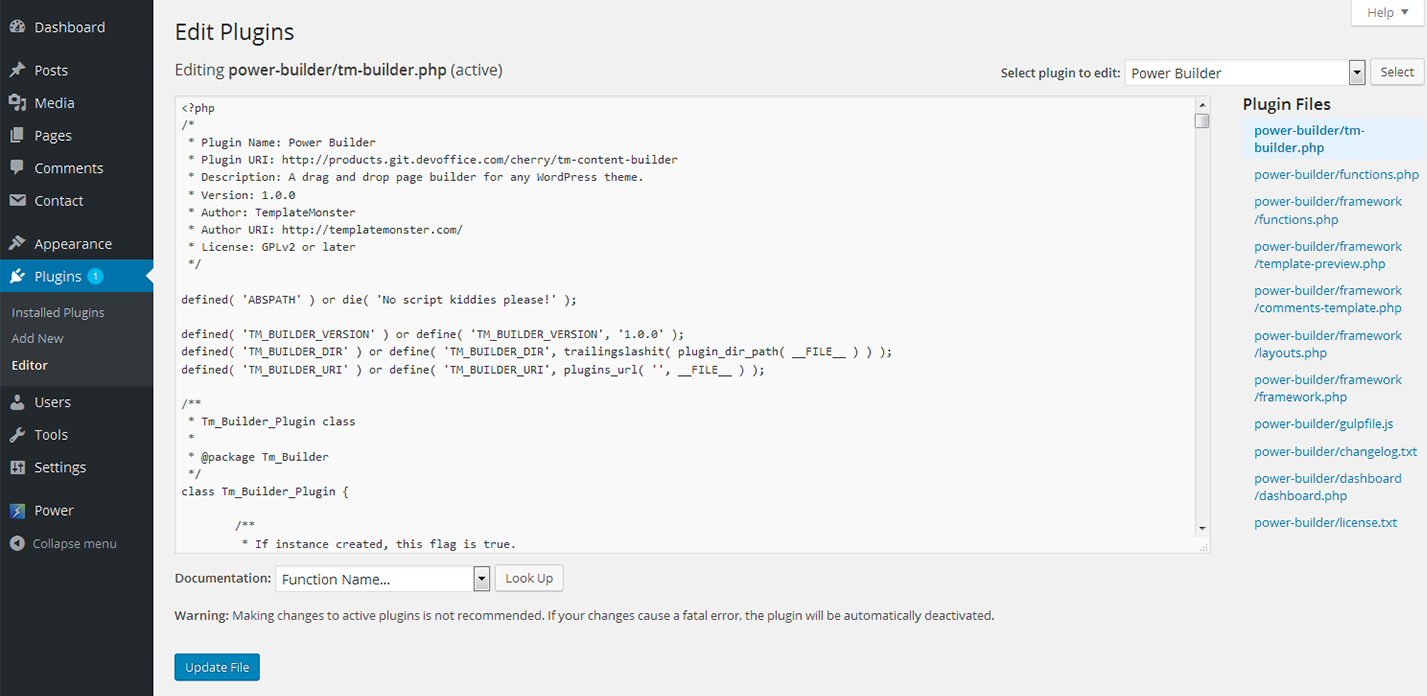 Dashboard
Posts
Media
Pages
Comments
Contact
Appearance
Plugins 1
Installed Plugins
Add New
Editor
Users
Tools
Settings
Power
Collapse menu
Help
Edit Plugins
Editing power-builder/tm-builder.php (active)
Select plugin to edit: Power Builder Select
<?php
/*
 * Plugin Name: Power Builder
 * Plugin URI: http://products.git.devoffice.com/cherry/tm-content-builder
 * Description: A drag and drop page builder for any WordPress theme.
 * Version: 1.0.0
 * Author: TemplateMonster
 * Author URI: http://templatemonster.com/
 * License: GPLv2 or later
 */
defined( 'ABSPATH' ) or die( 'No script kiddies please!' );
defined( 'TM_BUILDER_VERSION' ) or define( 'TM_BUILDER_VERSION', '1.0.0' );
defined( 'TM_BUILDER_DIR' ) or define( 'TM_BUILDER_DIR', trailingslashit( plugin_dir_path( __FILE__ ) ) );
defined( 'TM_BUILDER_URI' ) or define( 'TM_BUILDER_URI', plugins_url( '', __FILE__ ) );
/**
 * Tm_Builder_Plugin class
 *
 * @package Tm_Builder
 */
class Tm_Builder_Plugin {
/**
 * If instance created, this flag is true.
Plugin Files
power-builder/tm-
builder.php
power-builder/functions.php
power-builder/framework
/functions.php
power-builder/framework
/template-preview.php
power-builder/framework
/comments-template.php
power-builder/framework
/layouts.php
power-builder/framework
/framework.php
power-builder/gulpfile.js
power-builder/changelog.txt
power-builder/dashboard
/dashboard.php
power-builder/license.txt
Documentation: Function Name... Look Up
Warning: Making changes to active plugins is not recommended. If your changes cause a fatal error, the plugin will be automatically deactivated.
Update File